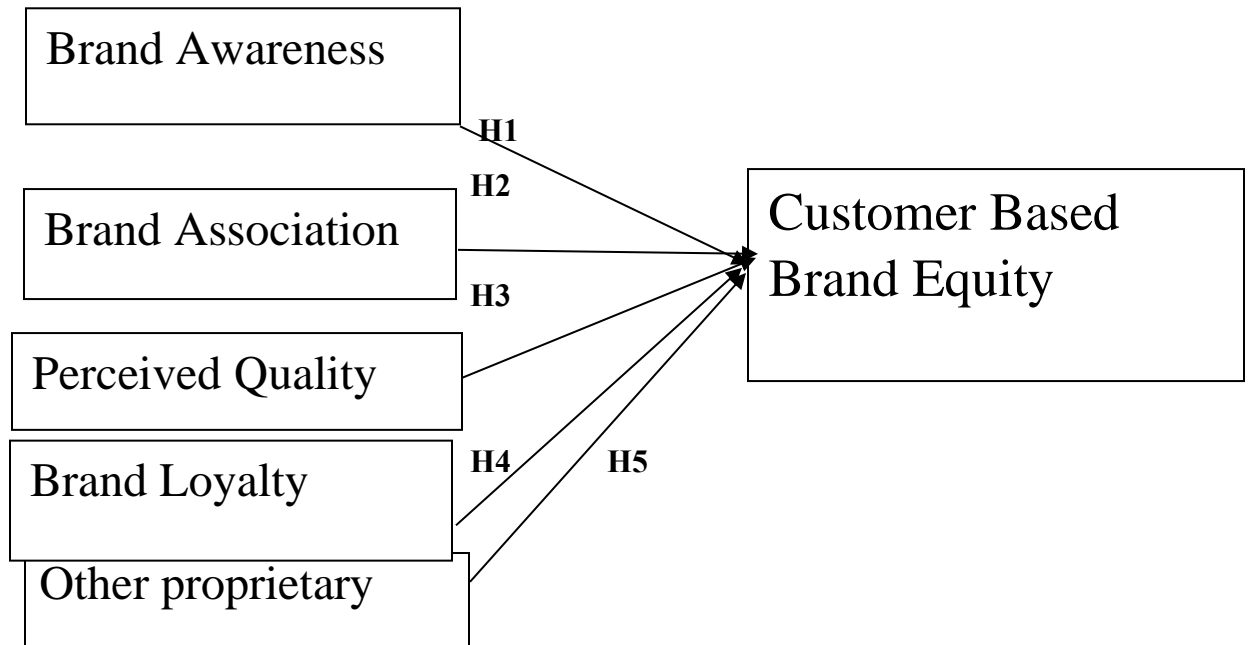 Brand Awareness
H1
H2
Brand Association
Customer Based
Brand Equity
H3
Perceived Quality
H4
H5
Brand Loyalty
Other proprietary